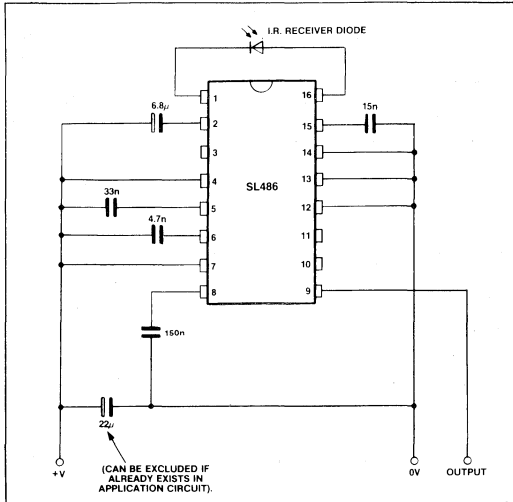 I.R. RECEIVER DIODE
6.8μ
1
16
15n
2
15
3
14
4
SL486
13
33n
5
12
4.7n
6
11
7
10
8
9
150n
22μ
(CAN BE EXCLUDED IF
ALREADY EXISTS IN
APPLICATION CIRCUIT).
+V
0V
OUTPUT